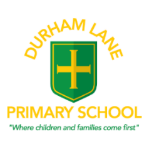 DURHAM LANE
PRIMARY SCHOOL
"Where children and families come first"